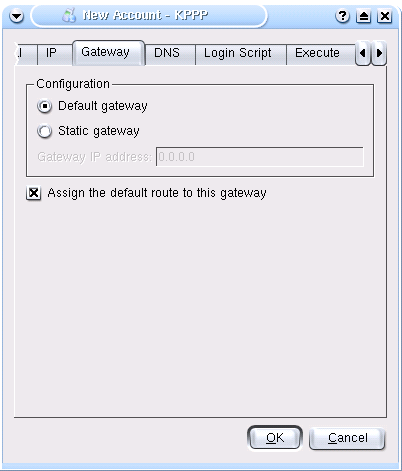 New Account - KPPP
IP Gateway DNS Login Script Execute
Configuration
Default gateway
Static gateway
Gateway IP address: 0.0.0.0
Assign the default route to this gateway
OK Cancel